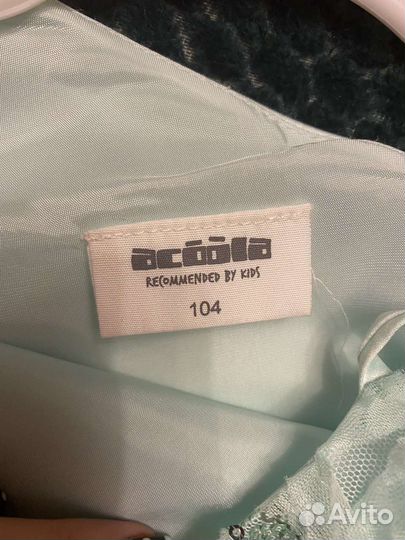 acoola
RECOMMENDED BY KIDS
104
Avito